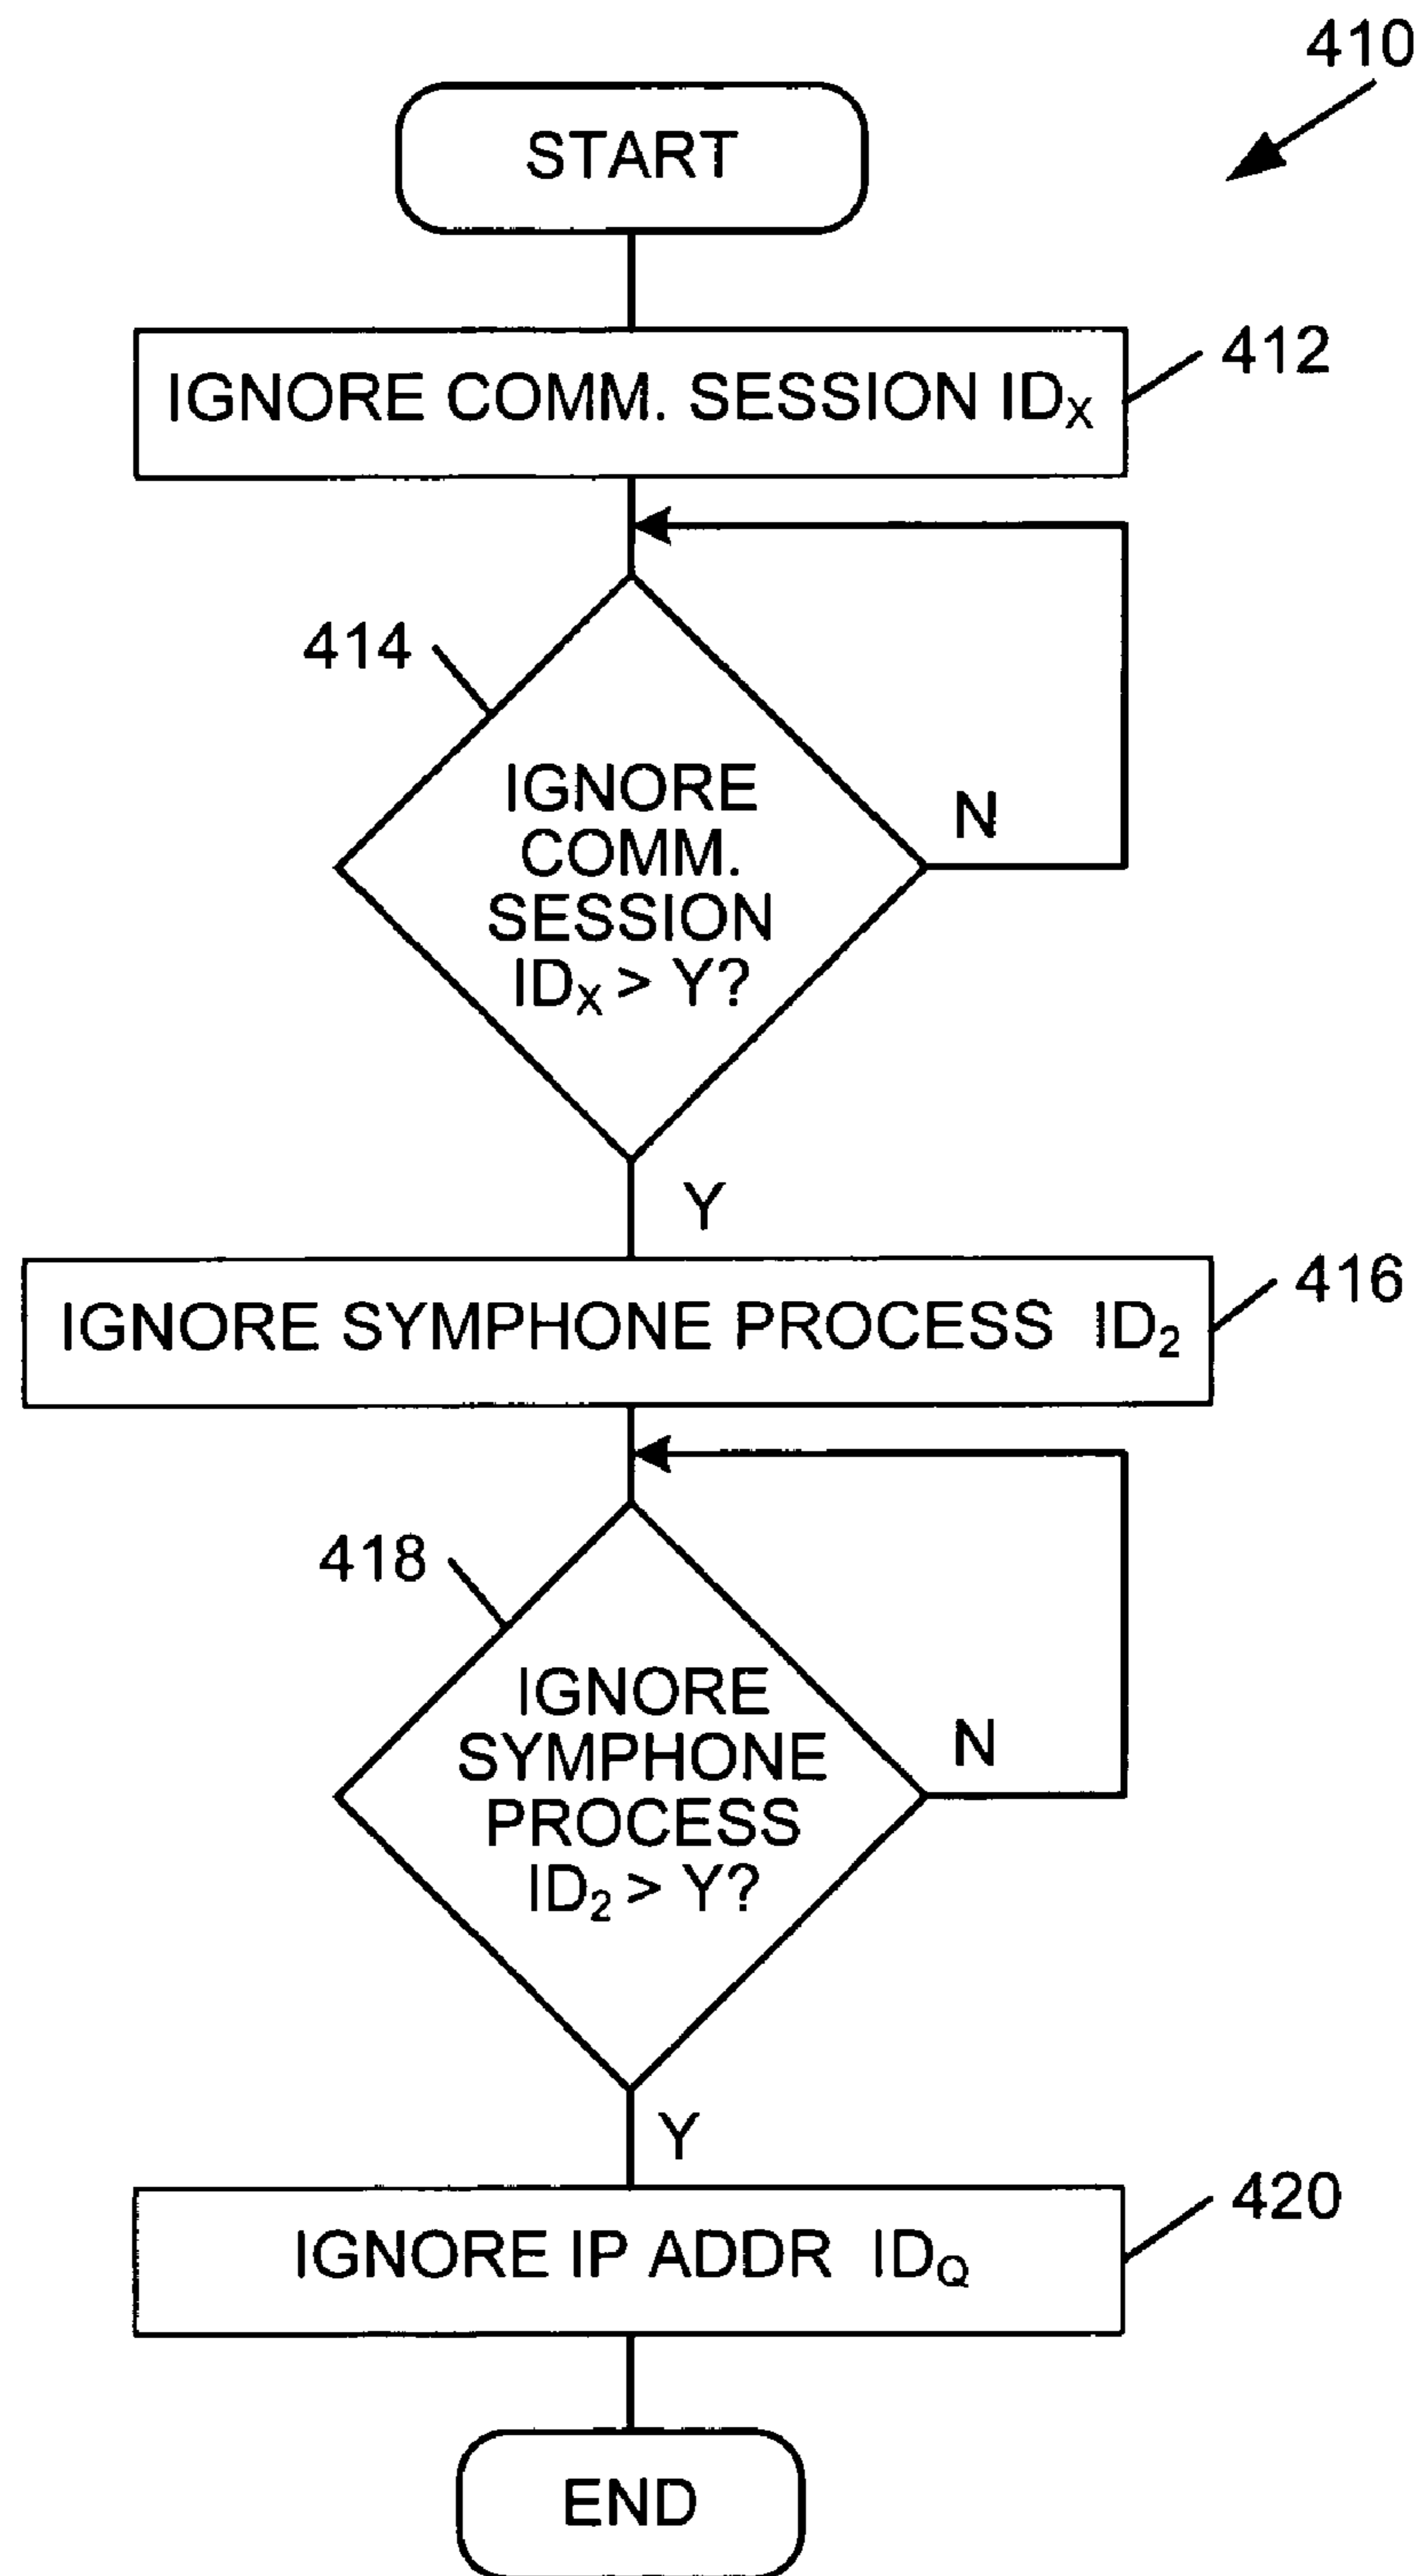 410
START
IGNORE COMM. SESSION IDX
412
414
IGNORE
COMM.
SESSION
IDX > Y?
N
Y
IGNORE SYMPHONE PROCESS ID2
416
418
IGNORE
SYMPHONE
PROCESS
ID2 > Y?
N
Y
IGNORE IP ADDR IDQ
420
END